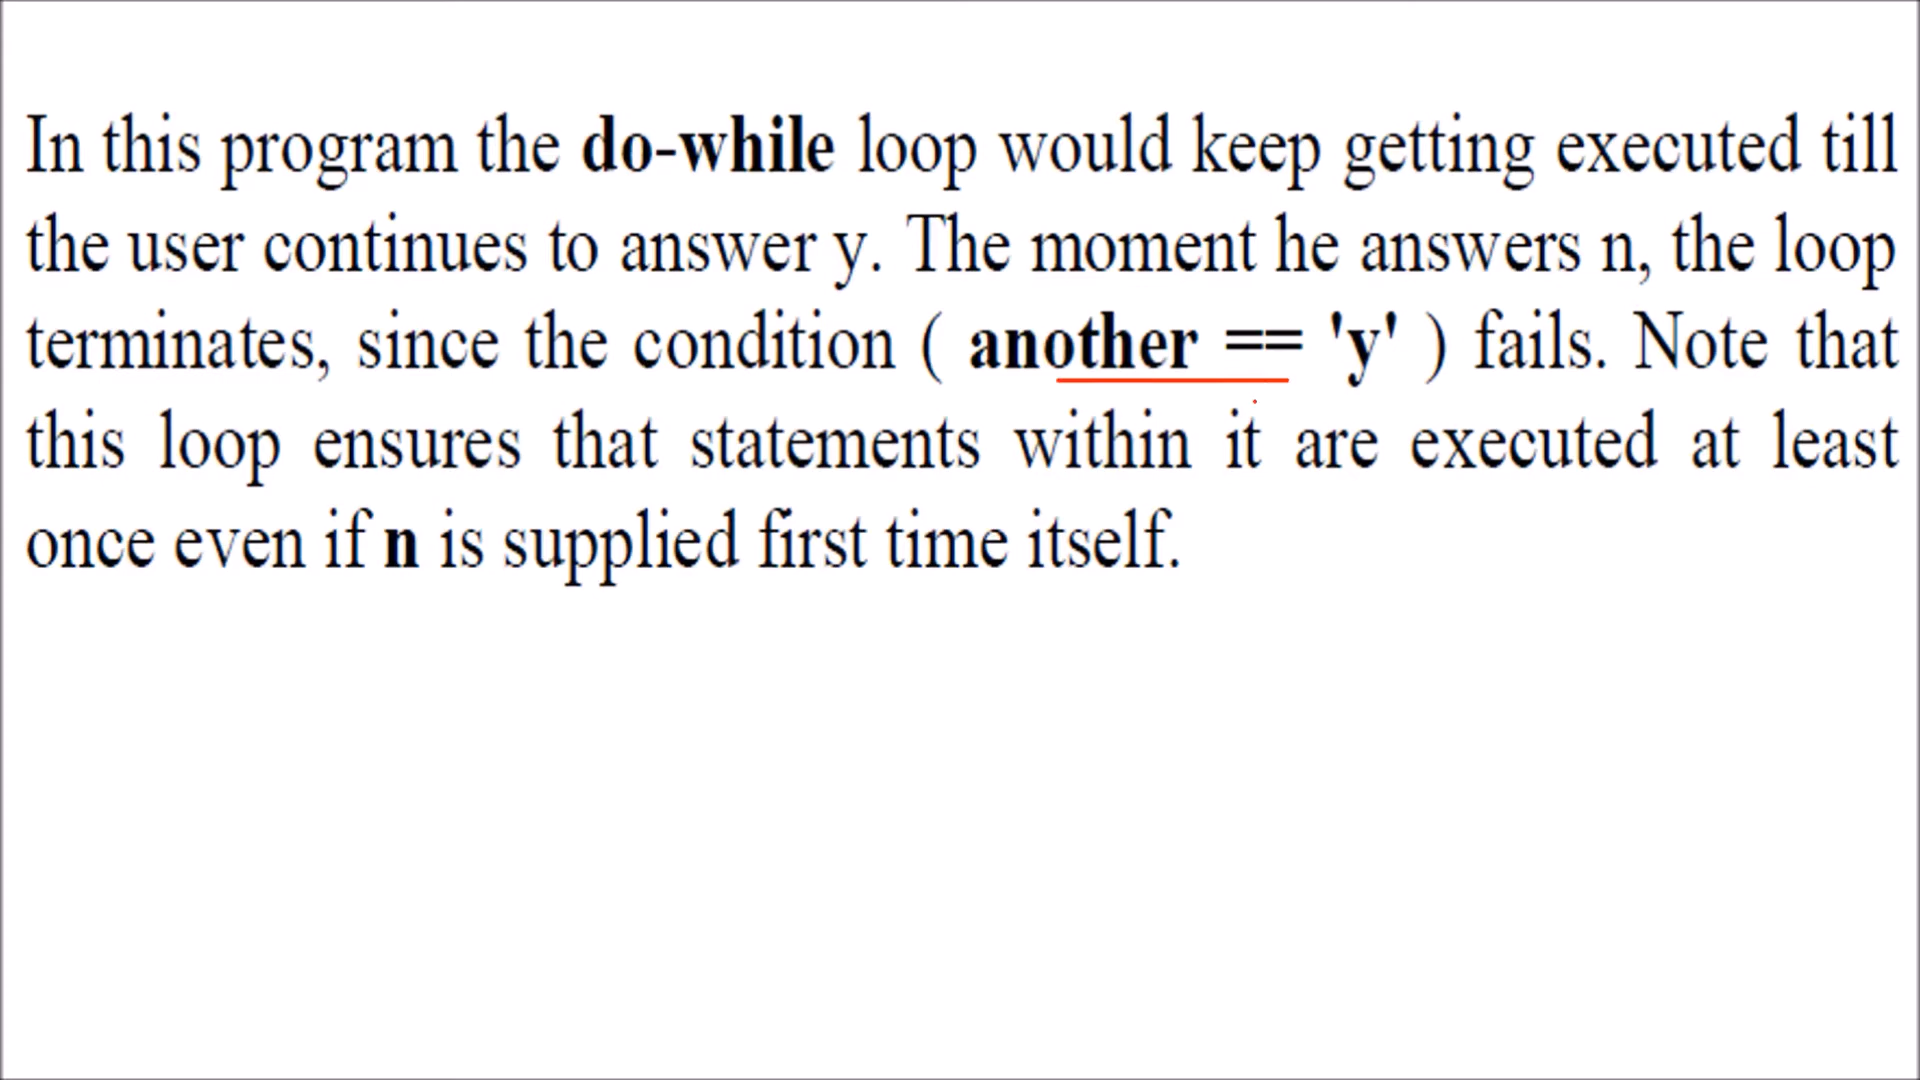 In this program the do-while loop would keep getting executed till
the user continues to answer y. The moment he answers n, the loop
terminates, since the condition ( another == 'y' ) fails. Note that
this loop ensures that statements within it are executed at least
once even if n is supplied first time itself.